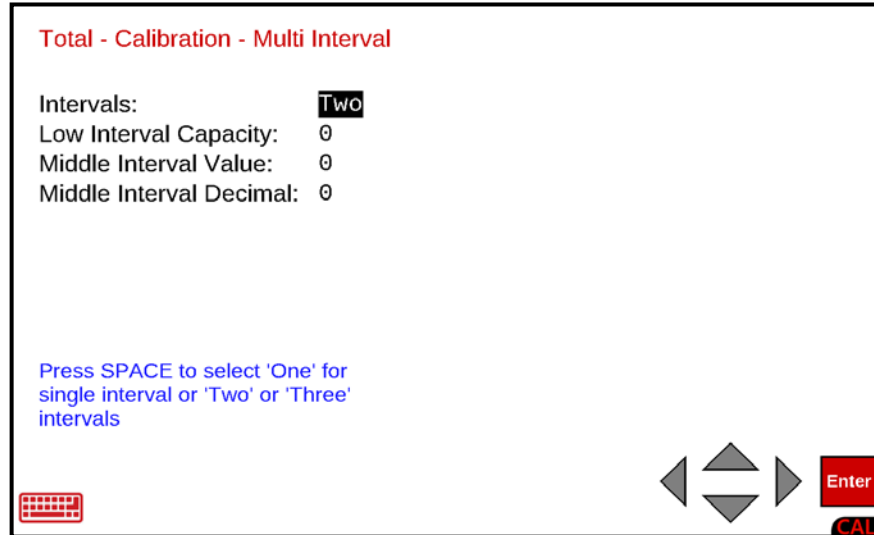 Total - Calibration - Multi Interval
Intervals: Two
Low Interval Capacity: 0
Middle Interval Value: 0
Middle Interval Decimal: 0
Press SPACE to select 'One' for
single interval or 'Two' or 'Three'
intervals
Enter
CAL